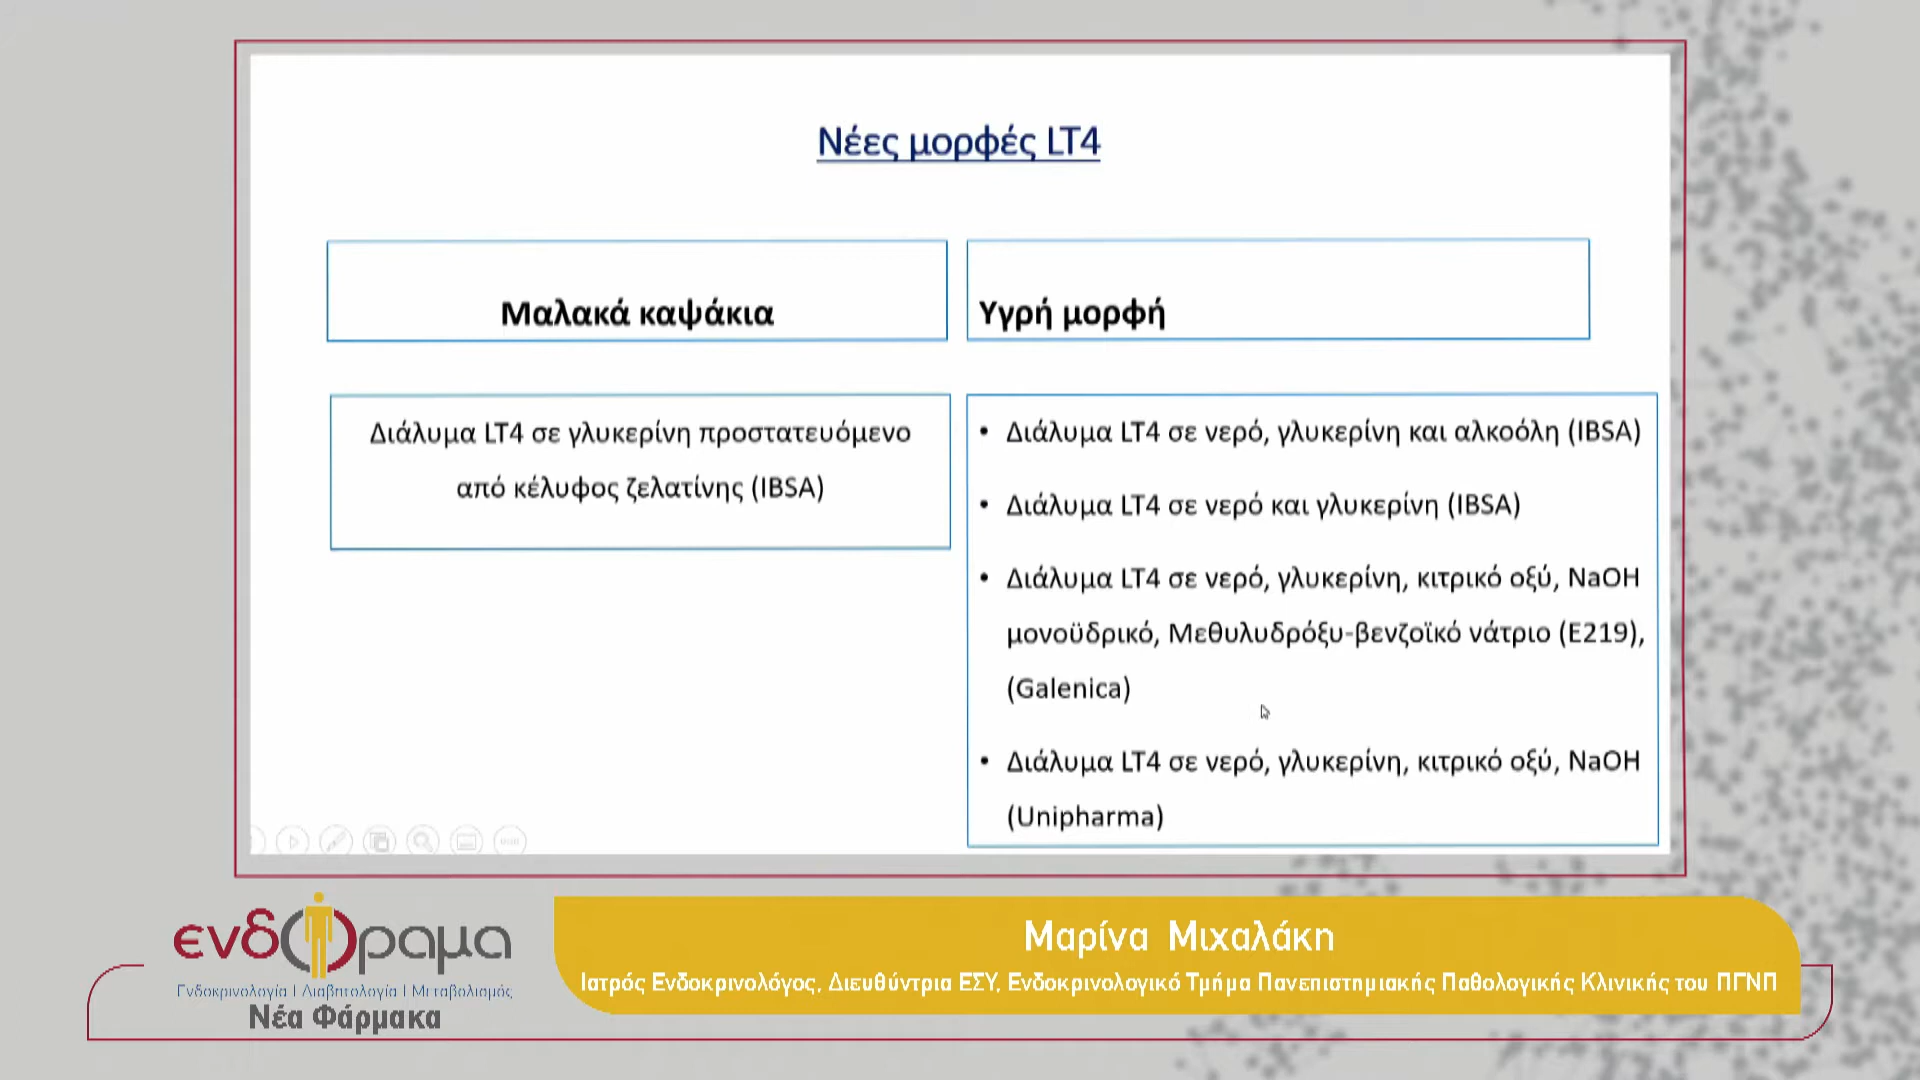 Νέες μορφές LT4
Μαλακά καψάκια
Υγρή μορφή
Διάλυμα LT4 σε γλυκερίνη προστατευόμενο
από κέλυφος ζελατίνης (IBSA)
• Διάλυμα LT4 σε νερό, γλυκερίνη και αλκοόλη (IBSA)
• Διάλυμα LT4 σε νερό και γλυκερίνη (IBSA)
• Διάλυμα LT4 σε νερό, γλυκερίνη, κιτρικό οξύ, NaOH
μονοϋδρικό, Μεθυλυδρόξυ-βενζοϊκό νάτριο (E219),
(Galenica)
• Διάλυμα LT4 σε νερό, γλυκερίνη, κιτρικό οξύ, NaOH
(Unipharma)
ενδόραμα
Ενδοκρινολογία | Διαβητολογία | Μεταβολισμός
Νέα Φάρμακα
Μαρίνα Μιχαλάκη
Ιατρός Ενδοκρινολόγος, Διευθύντρια ΕΣΥ, Ενδοκρινολογικό Τμήμα Πανεπιστημιακής Παθολογικής Κλινικής του ΠΓΝΠ